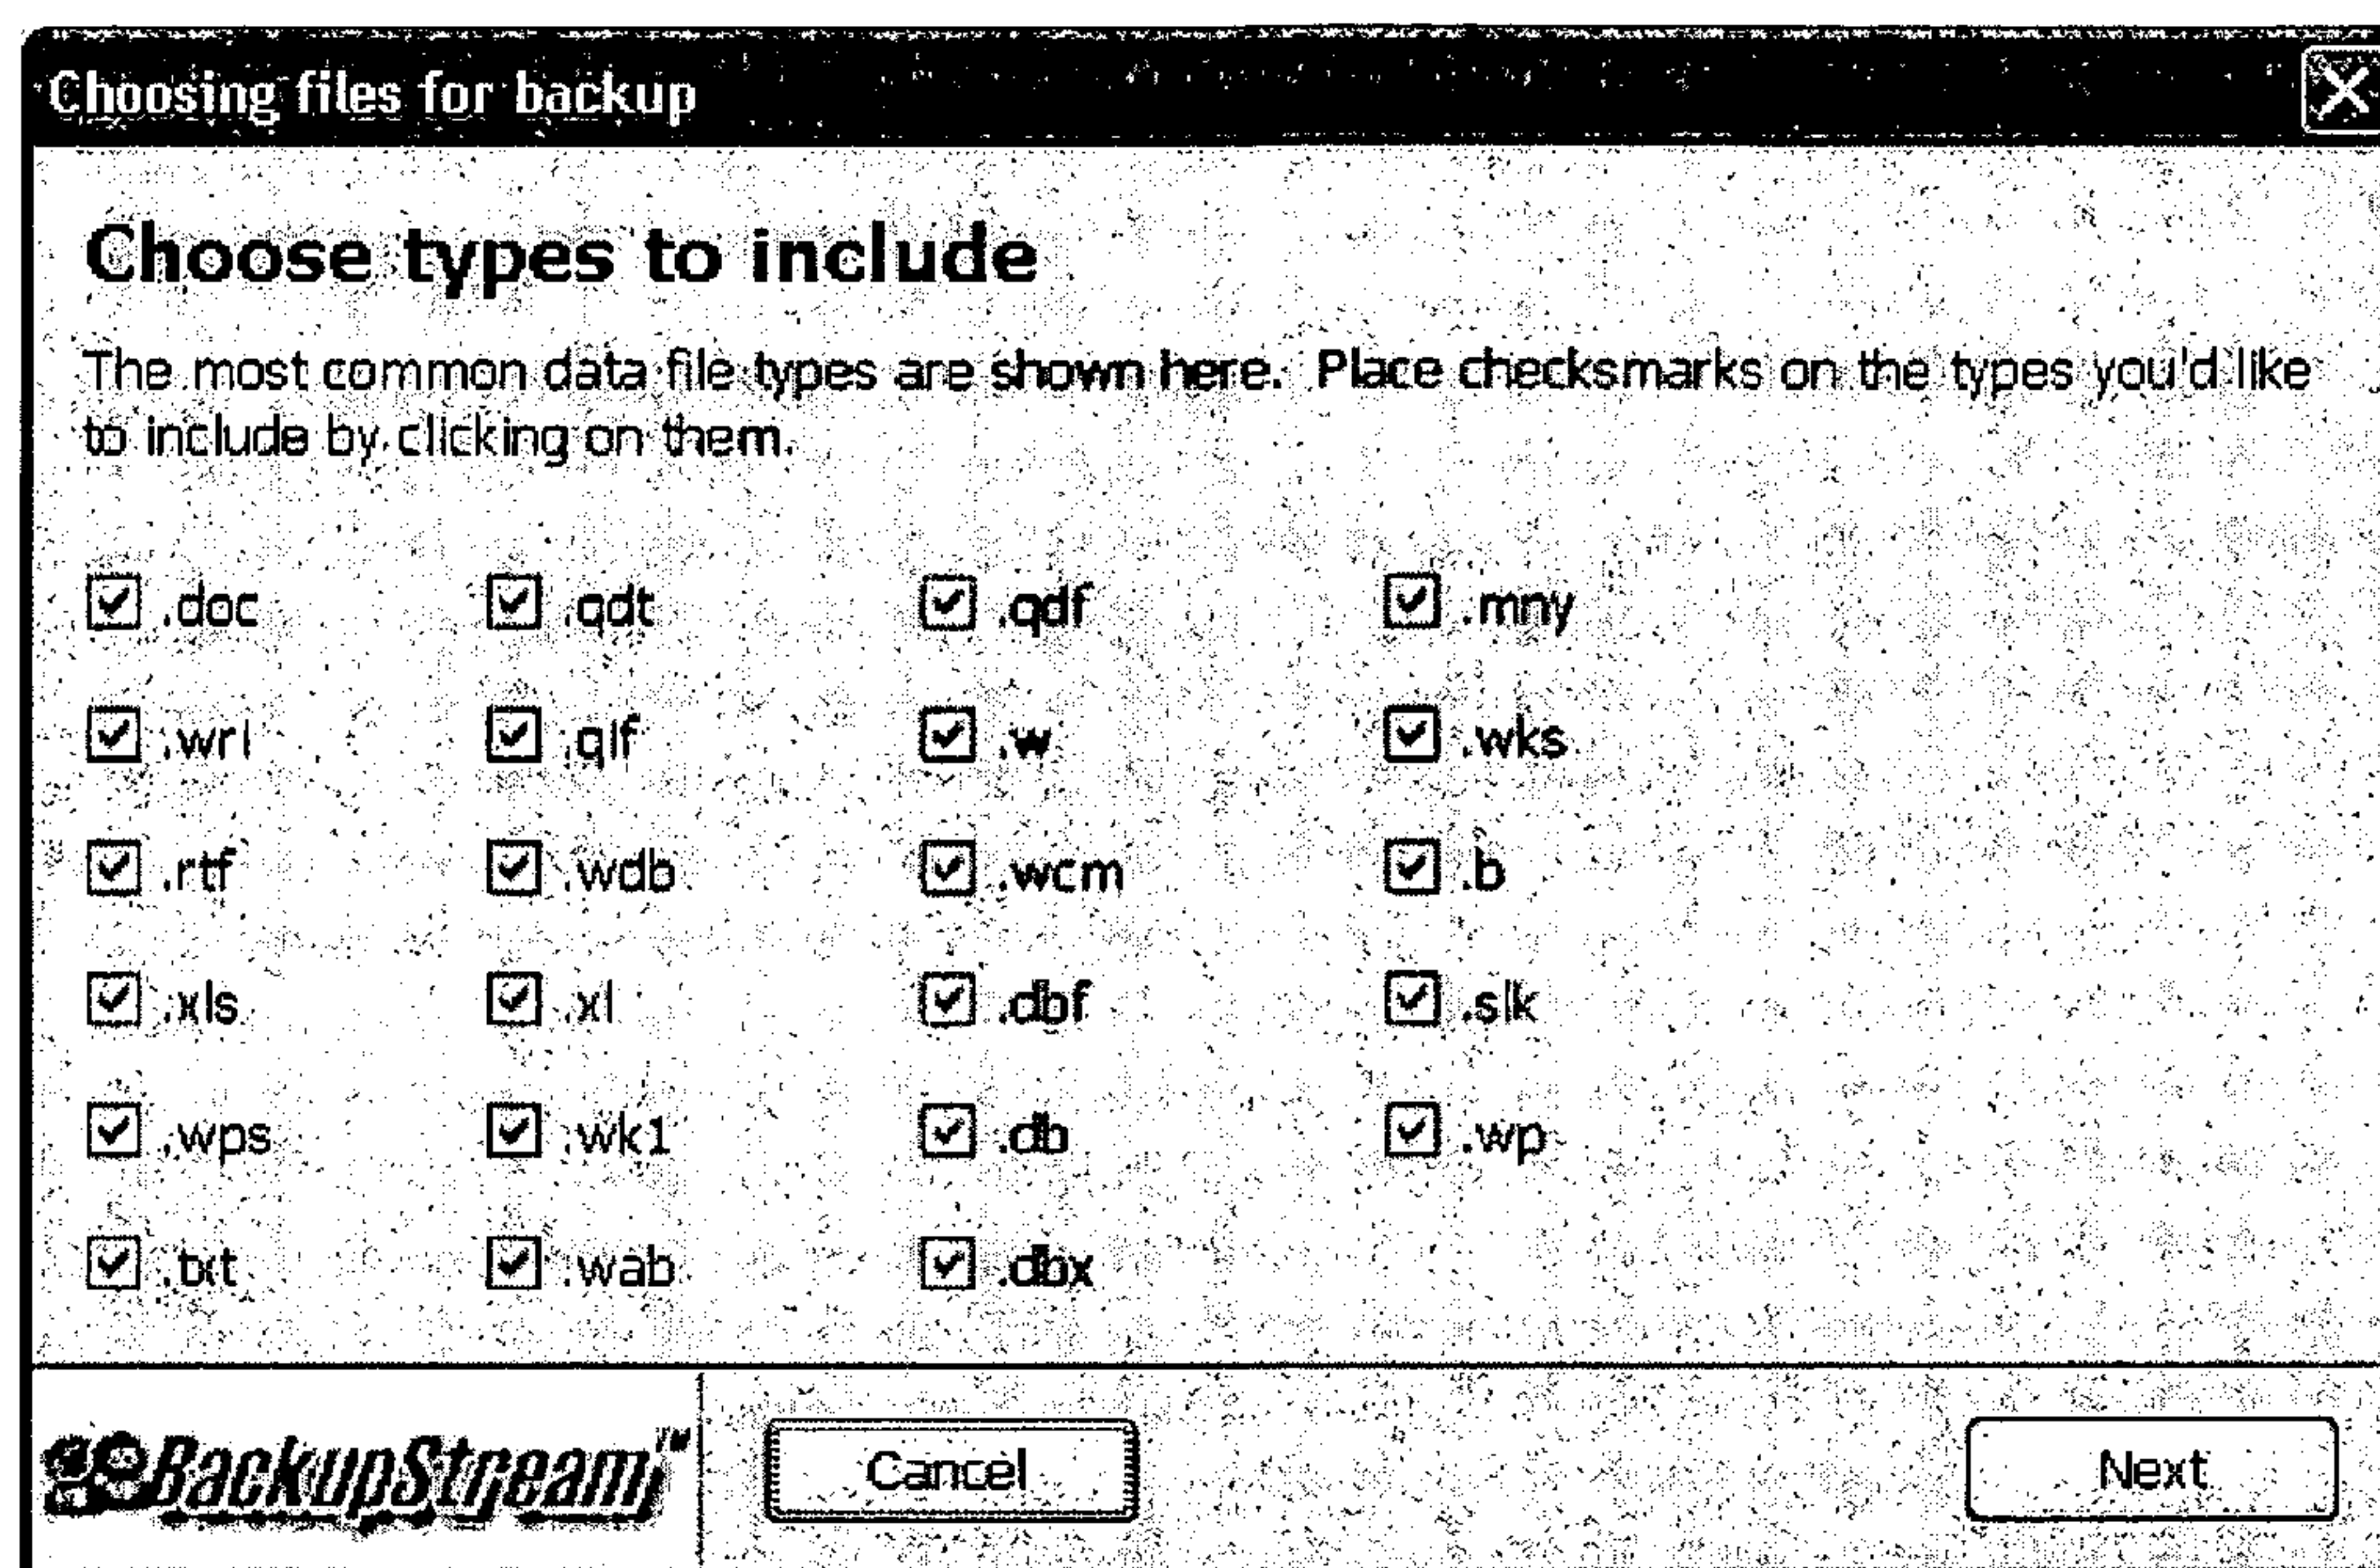 Choosing files for backup
Choose types to include
The most common data file types are shown here. Place checksmarks on the types you'd like
to include by clicking on them.
.doc .qdt .qdf .mny
.wri .qif .w .wks
.rtf .wdb .wcm .b
.xls .xl .dbf .slk
.wps .wk1 .db .wp
.txt .wab .dbx
BackupStream™ Cancel Next